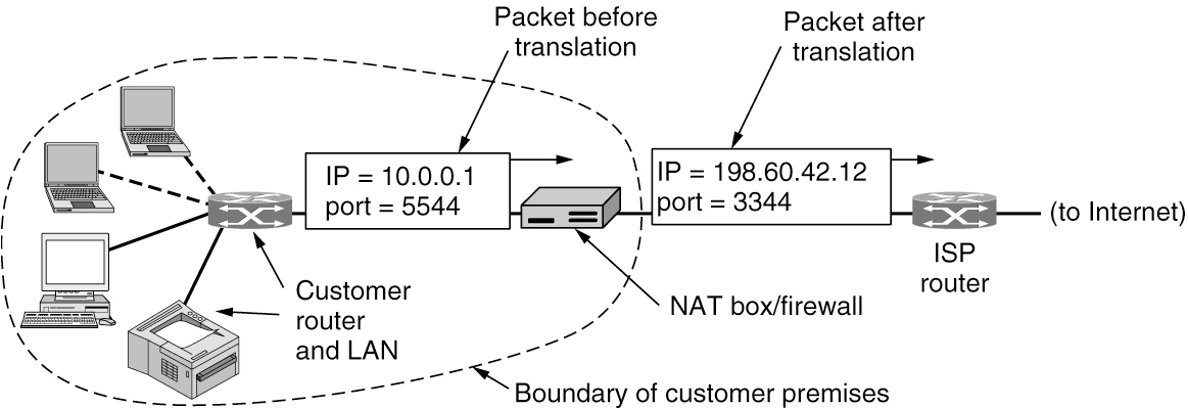 Packet before
translation
Packet after
translation
IP = 10.0.0.1
port = 5544
IP = 198.60.42.12
port = 3344
(to Internet)
ISP
router
Customer
router
and LAN
NAT box/firewall
Boundary of customer premises